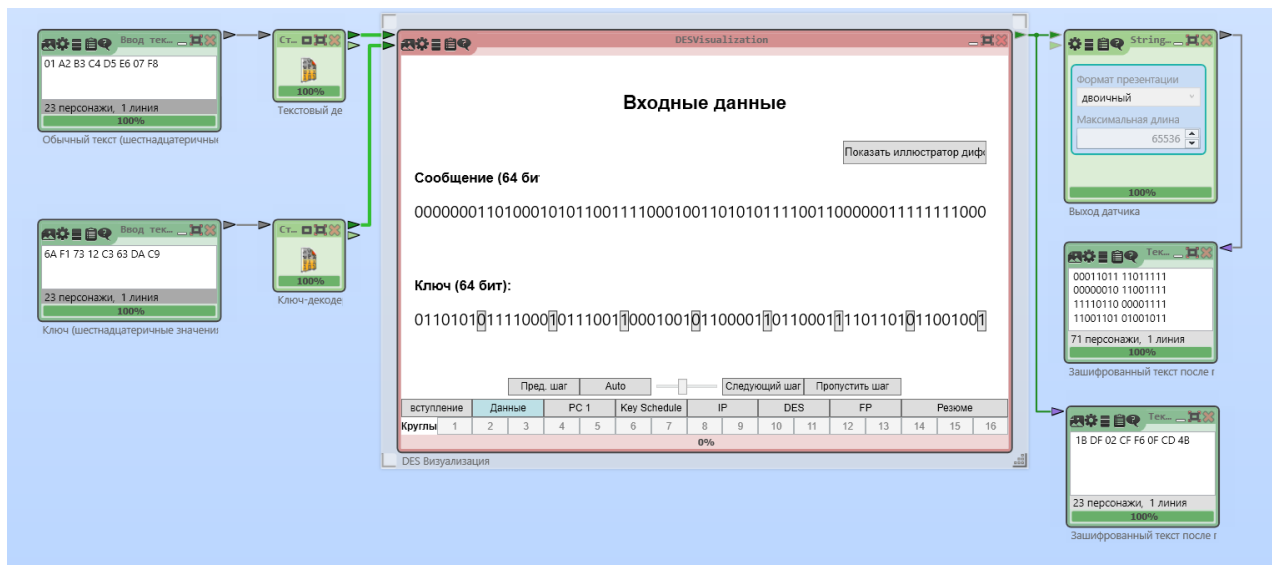 Ввод тек...
01 A2 B3 C4 D5 E6 07 F8
23 персонажи, 1 линия
100%
Обычный текст (шестнадцатеричны
Ст...
100%
Текстовый де
Ввод тек...
6A F1 73 12 C3 63 DA C9
23 персонажи, 1 линия
100%
Ключ (шестнадцатеричные значени
Ст...
100%
Ключ-декоде
DESVisualization
Входные данные
Показать иллюстратор дифф
Сообщение (64 би
0000000110100010101100111100010011010101111001100000011111111000
Ключ (64 бит):
0110101011110001011100110001001011000011011000111101101011001001
Пред. шаг Auto Следующий шаг Пропустить шаг
вступление Данные PC 1 Key Schedule IP DES FP Резюме
Круглы 1 2 3 4 5 6 7 8 9 10 11 12 13 14 15 16
0%
DES Визуализация
String...
Формат презентации
двоичный
Максимальная длина
65536
100%
Выход датчика
Тек...
00011011 11011111
00000010 11001111
11110110 00001111
11001101 01001011
71 персонажи, 1 линия
100%
Зашифрованный текст после г
Тек...
1B DF 02 CF F6 0F CD 4B
23 персонажи, 1 линия
100%
Зашифрованный текст после г